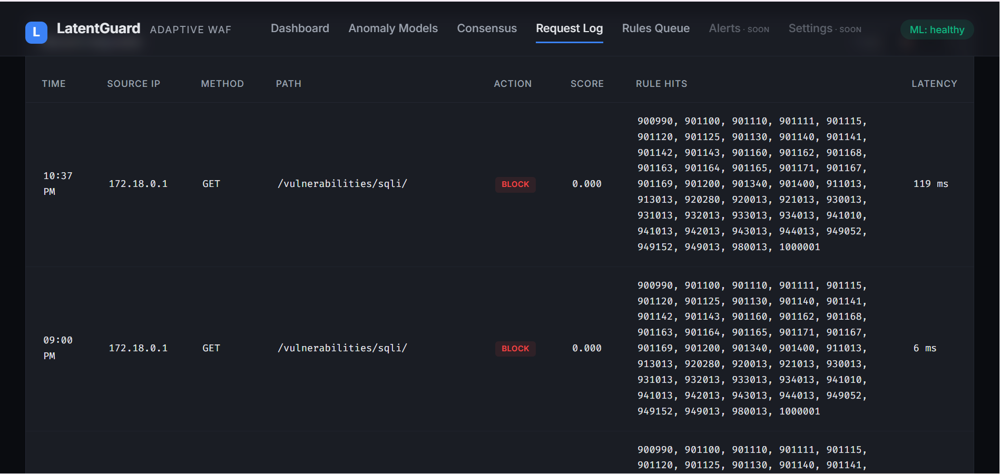 L LatentGuard ADAPTIVE WAF Dashboard Anomaly Models Consensus Request Log Rules Queue Alerts · SOON Settings · SOON ML: healthy
TIME SOURCE IP METHOD PATH ACTION SCORE RULE HITS LATENCY
10:37
PM
172.18.0.1
GET
/vulnerabilities/sqli/
BLOCK
0.000
900990, 901100, 901110, 901111, 901115,
901120, 901125, 901130, 901140, 901141,
901142, 901143, 901160, 901162, 901168,
901163, 901164, 901165, 901171, 901167,
901169, 901200, 901340, 901400, 911013,
913013, 920280, 920013, 921013, 930013,
931013, 932013, 933013, 934013, 941010,
941013, 942013, 943013, 944013, 949052,
949152, 949013, 980013, 1000001
119 ms
09:00
PM
172.18.0.1
GET
/vulnerabilities/sqli/
BLOCK
0.000
900990, 901100, 901110, 901111, 901115,
901120, 901125, 901130, 901140, 901141,
901142, 901143, 901160, 901162, 901168,
901163, 901164, 901165, 901171, 901167,
901169, 901200, 901340, 901400, 911013,
913013, 920280, 920013, 921013, 930013,
931013, 932013, 933013, 934013, 941010,
941013, 942013, 943013, 944013, 949052,
949152, 949013, 980013, 1000001
6 ms
900990, 901100, 901110, 901111, 901115,
901120, 901125, 901130, 901140, 901141,